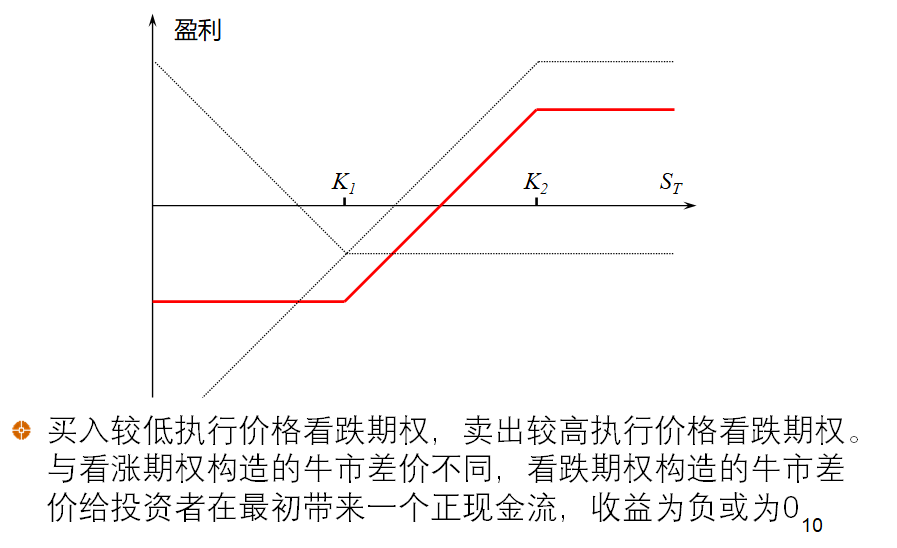 盈利
K1 K2 ST
买入较低执行价格看跌期权，卖出较高执行价格看跌期权。
与看涨期权构造的牛市差价不同，看跌期权构造的牛市差
价给投资者在最初带来一个正现金流，收益为负或为0
10